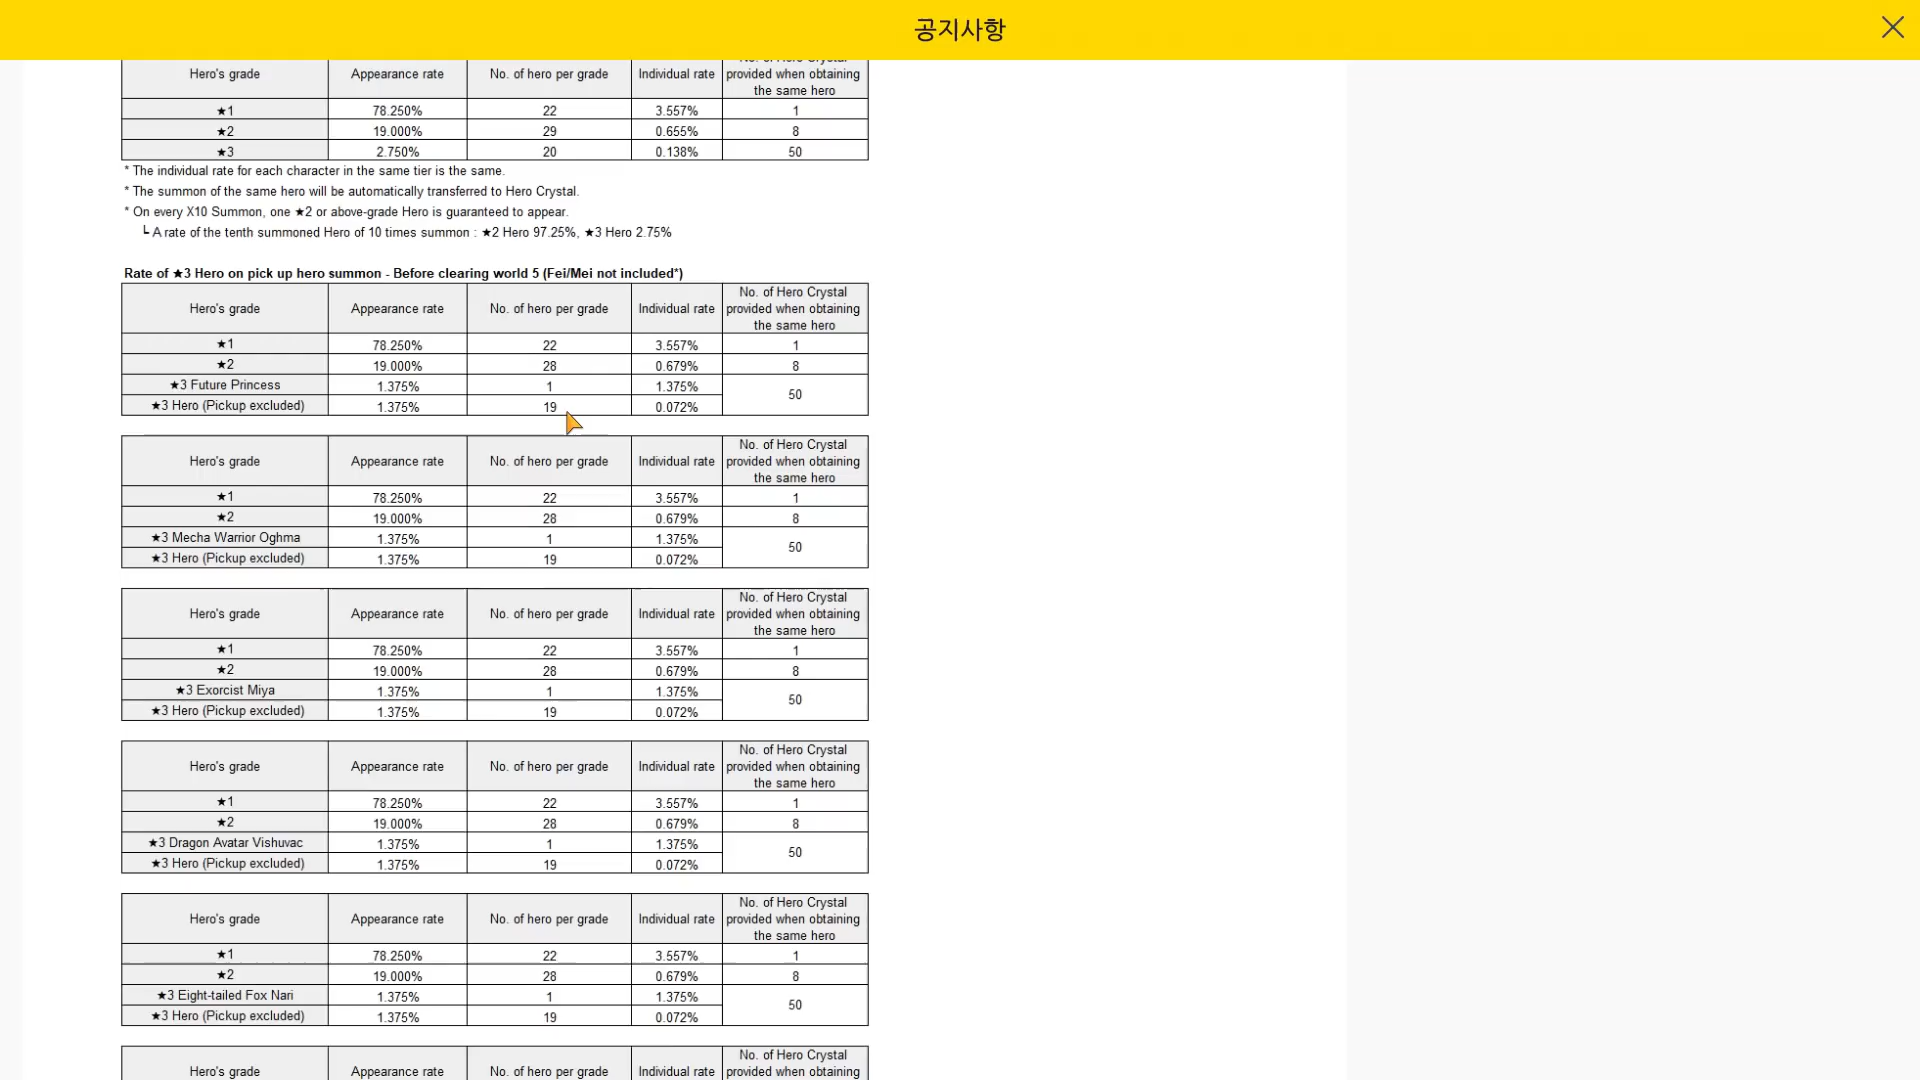 공지사항
Hero's grade Appearance rate No. of hero per grade Individual rate No. of Hero Crystal provided when obtaining the same hero
★1 78.250% 22 3.557% 1
★2 19.000% 29 0.655% 8
★3 2.750% 20 0.138% 50
* The individual rate for each character in the same tier is the same.
* The summon of the same hero will be automatically transferred to Hero Crystal.
* On every X10 Summon, one ★2 or above-grade Hero is guaranteed to appear.
┗ A rate of the tenth summoned Hero of 10 times summon : ★2 Hero 97.25%, ★3 Hero 2.75%
Rate of ★3 Hero on pick up hero summon - Before clearing world 5 (Fei/Mei not included*)
Hero's grade Appearance rate No. of hero per grade Individual rate No. of Hero Crystal provided when obtaining the same hero
★1 78.250% 22 3.557% 1
★2 19.000% 28 0.679% 8
★3 Future Princess 1.375% 1 1.375% 50
★3 Hero (Pickup excluded) 1.375% 19 0.072%
Hero's grade Appearance rate No. of hero per grade Individual rate No. of Hero Crystal provided when obtaining the same hero
★1 78.250% 22 3.557% 1
★2 19.000% 28 0.679% 8
★3 Mecha Warrior Oghma 1.375% 1 1.375% 50
★3 Hero (Pickup excluded) 1.375% 19 0.072%
Hero's grade Appearance rate No. of hero per grade Individual rate No. of Hero Crystal provided when obtaining the same hero
★1 78.250% 22 3.557% 1
★2 19.000% 28 0.679% 8
★3 Exorcist Miya 1.375% 1 1.375% 50
★3 Hero (Pickup excluded) 1.375% 19 0.072%
Hero's grade Appearance rate No. of hero per grade Individual rate No. of Hero Crystal provided when obtaining the same hero
★1 78.250% 22 3.557% 1
★2 19.000% 28 0.679% 8
★3 Dragon Avatar Vishuvac 1.375% 1 1.375% 50
★3 Hero (Pickup excluded) 1.375% 19 0.072%
Hero's grade Appearance rate No. of hero per grade Individual rate No. of Hero Crystal provided when obtaining the same hero
★1 78.250% 22 3.557% 1
★2 19.000% 28 0.679% 8
★3 Eight-tailed Fox Nari 1.375% 1 1.375% 50
★3 Hero (Pickup excluded) 1.375% 19 0.072%
Hero's grade Appearance rate No. of hero per grade Individual rate No. of Hero Crystal provided when obtaining